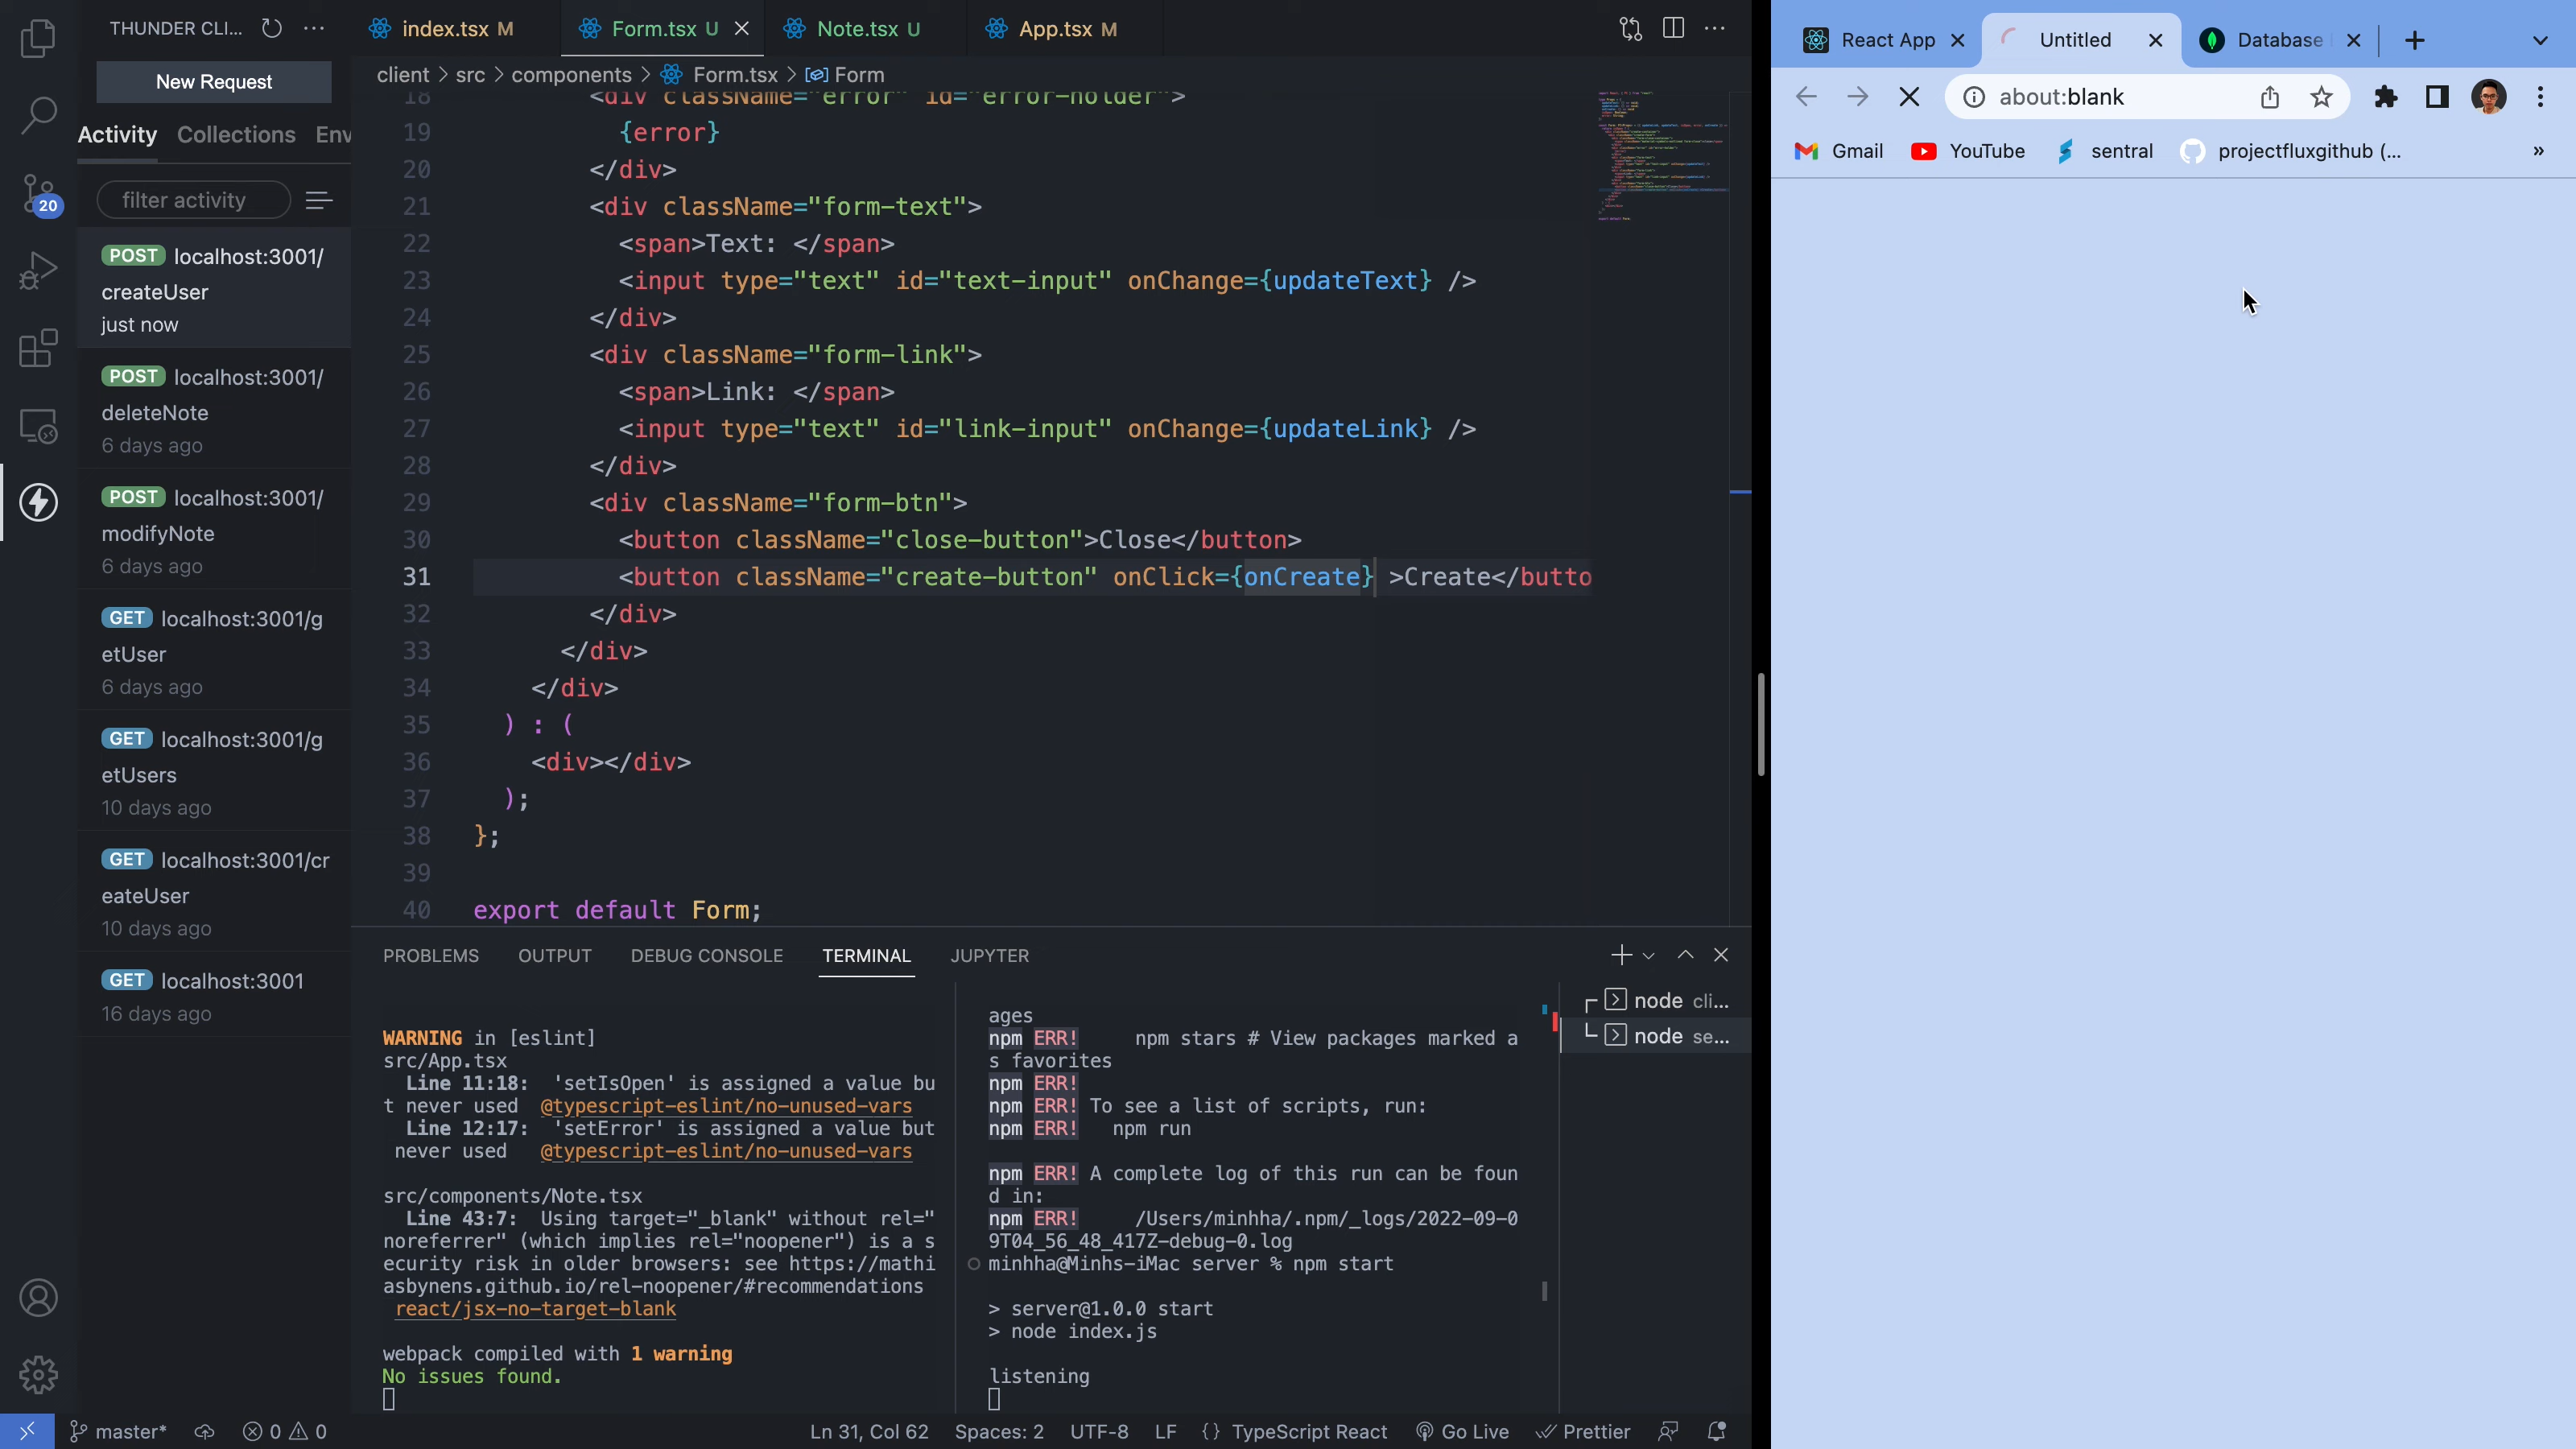 THUNDER CLI...
New Request
Activity Collections Env
filter activity
20
POST localhost:3001/
createUser
just now
POST localhost:3001/
deleteNote
6 days ago
POST localhost:3001/
modifyNote
6 days ago
GET localhost:3001/g
etUser
6 days ago
GET localhost:3001/g
etUsers
10 days ago
GET localhost:3001/cr
eateUser
10 days ago
GET localhost:3001
16 days ago
index.tsx M
Form.tsx U
Note.tsx U
App.tsx M
client > src > components > Form.tsx > Form
18 <div className="error" id="error-holder">
19 {error}
20 </div>
21 <div className="form-text">
22 <span>Text: </span>
23 <input type="text" id="text-input" onChange={updateText} />
24 </div>
25 <div className="form-link">
26 <span>Link: </span>
27 <input type="text" id="link-input" onChange={updateLink} />
28 </div>
29 <div className="form-btn">
30 <button className="close-button">Close</button>
31 <button className="create-button" onClick={onCreate} >Create</butto
32 </div>
33 </div>
34 </div>
35 ) : (
36 <div></div>
37 );
38 };
39
40 export default Form;
PROBLEMS OUTPUT DEBUG CONSOLE TERMINAL JUPYTER
WARNING in [eslint]
src/App.tsx
Line 11:18: 'setIsOpen' is assigned a value bu
t never used @typescript-eslint/no-unused-vars
Line 12:17: 'setError' is assigned a value but
never used @typescript-eslint/no-unused-vars
src/components/Note.tsx
Line 43:7: Using target="_blank" without rel="
noreferrer" (which implies rel="noopener") is a s
ecurity risk in older browsers: see https://mathi
asbynens.github.io/rel-noopener/#recommendations
react/jsx-no-target-blank
webpack compiled with 1 warning
No issues found.
ages
npm ERR! npm stars # View packages marked a
s favorites
npm ERR!
npm ERR! To see a list of scripts, run:
npm ERR! npm run
npm ERR! A complete log of this run can be foun
d in:
npm ERR! /Users/minhha/.npm/_logs/2022-09-0
9T04_56_48_417Z-debug-0.log
minhha@Minhs-iMac server % npm start
> server@1.0.0 start
> node index.js
listening
node cli...
node se...
master* 0 0 Ln 31, Col 62 Spaces: 2 UTF-8 LF {} TypeScript React Go Live Prettier
React App
Untitled
Database
about:blank
Gmail YouTube sentral projectfluxgithub (... »